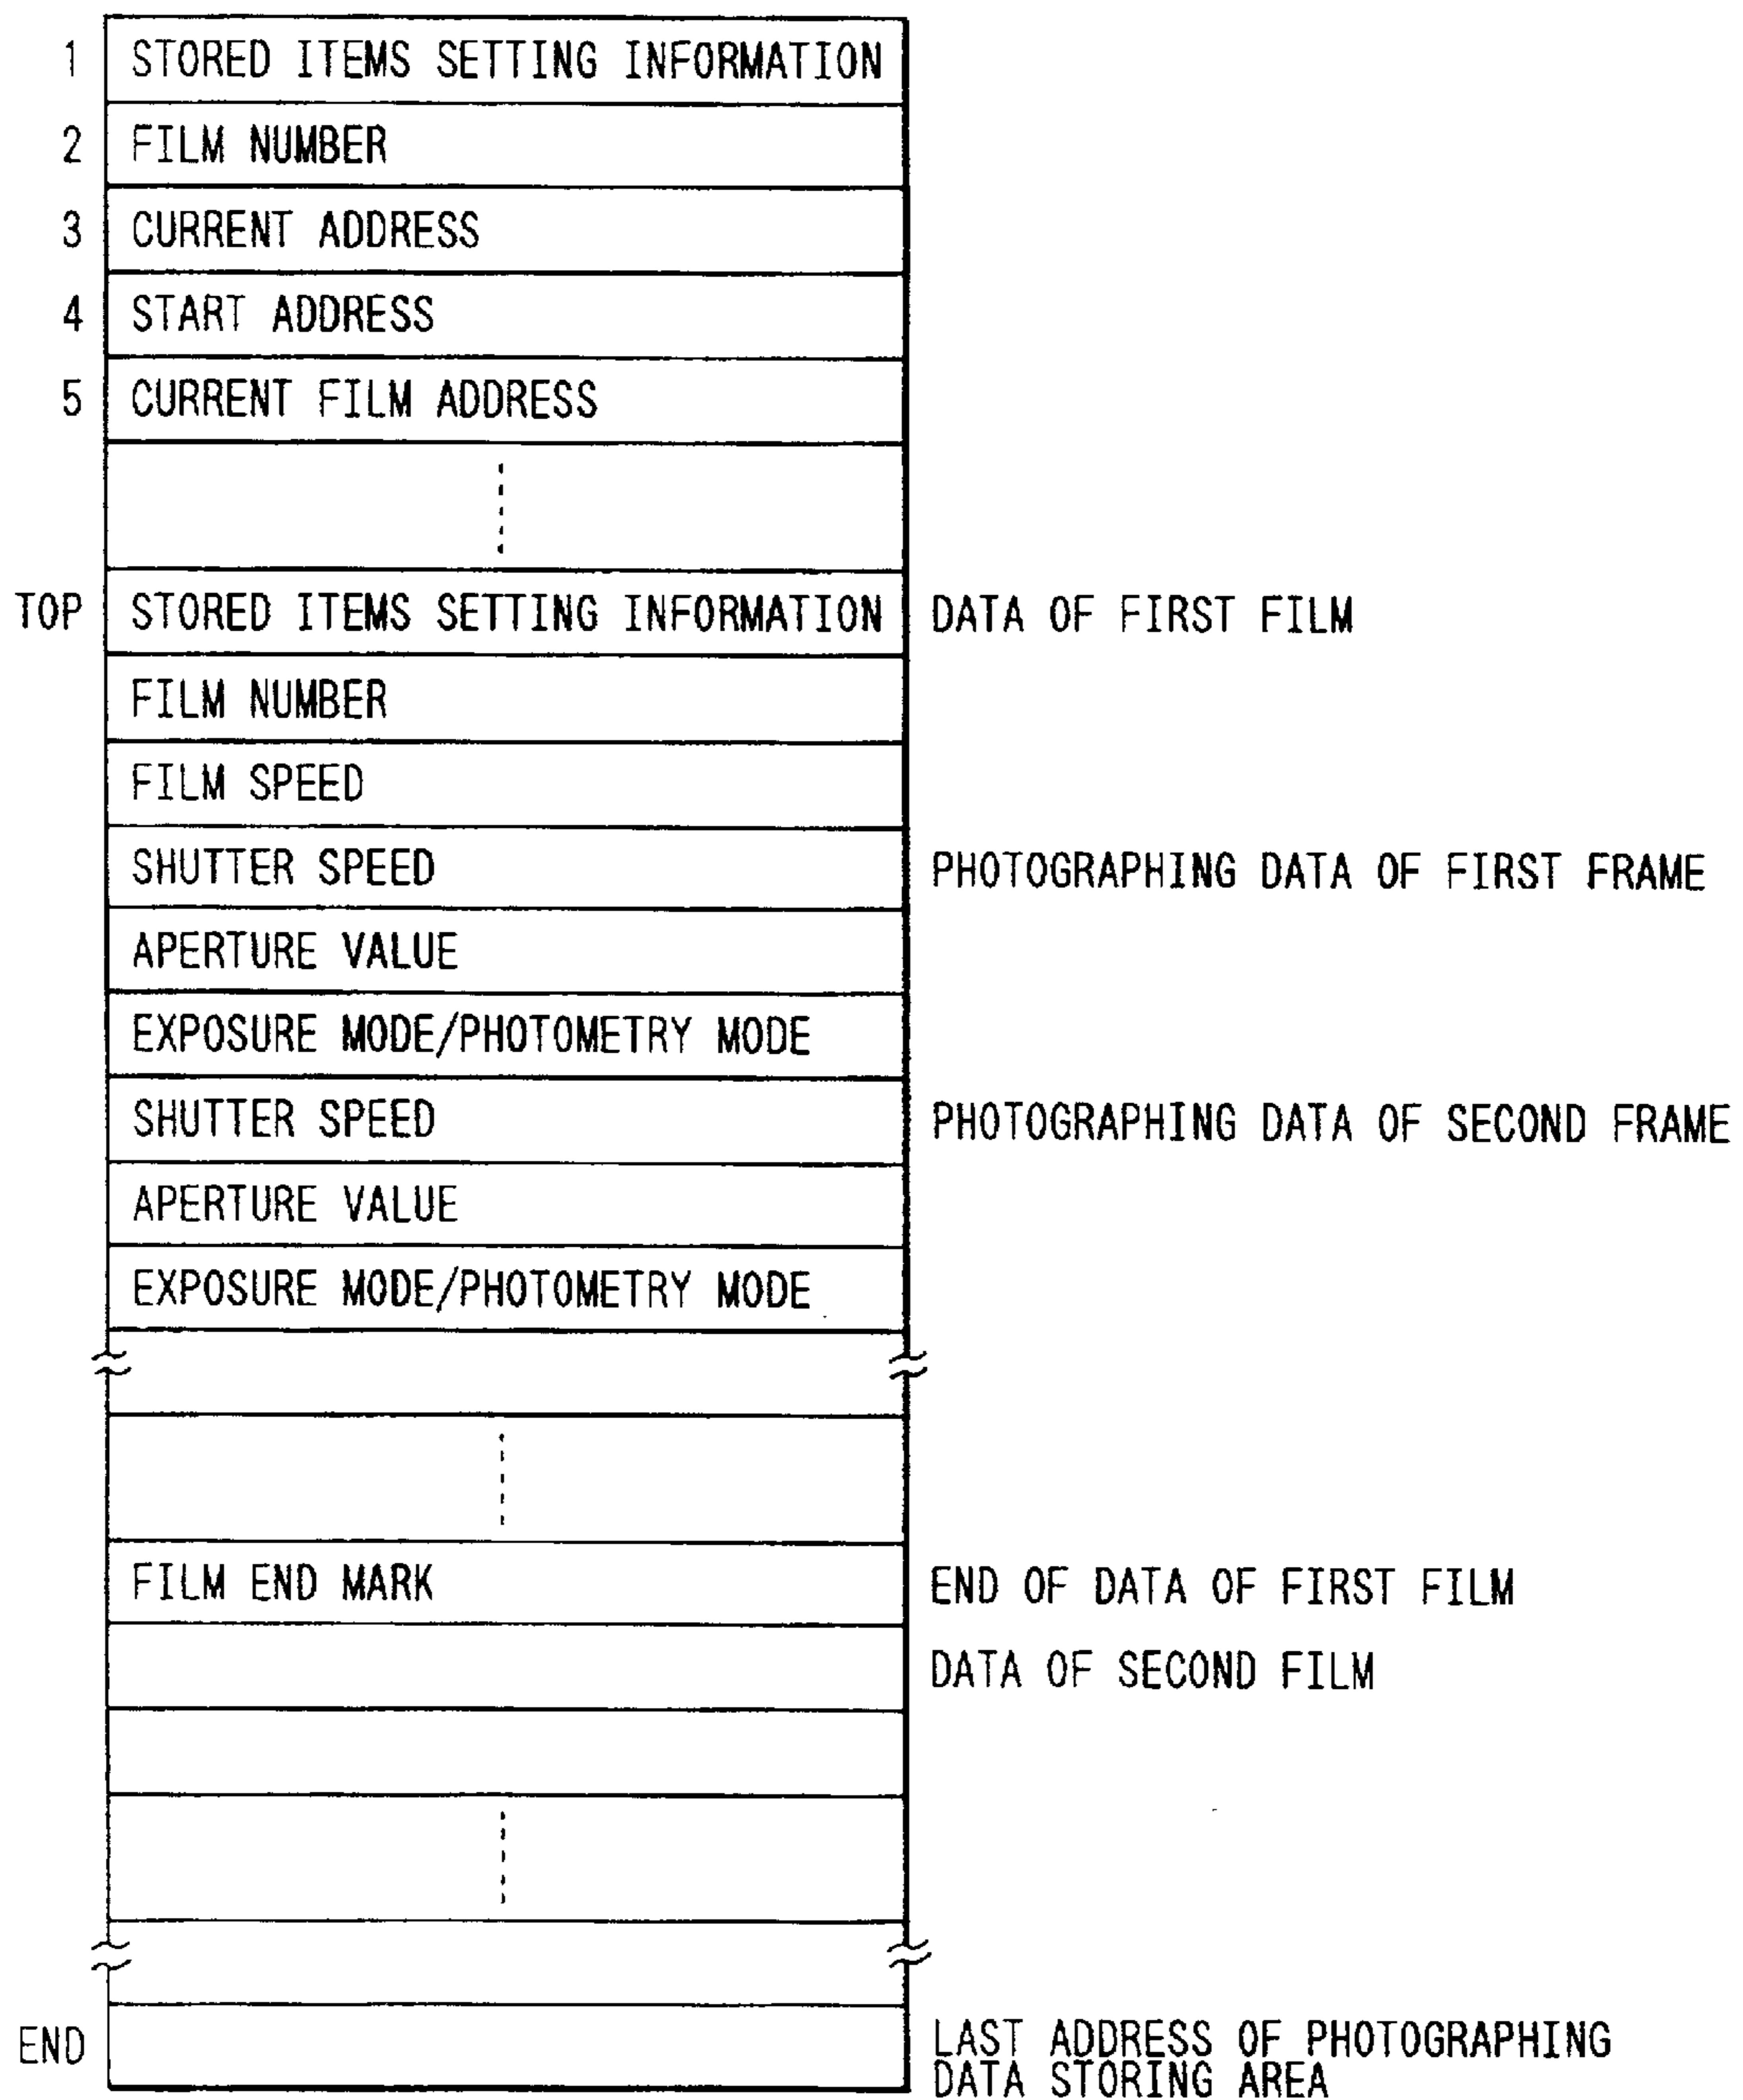 1 STORED ITEMS SETTING INFORMATION
2 FILM NUMBER
3 CURRENT ADDRESS
4 START ADDRESS
5 CURRENT FILM ADDRESS
TOP STORED ITEMS SETTING INFORMATION DATA OF FIRST FILM
FILM NUMBER
FILM SPEED
SHUTTER SPEED PHOTOGRAPHING DATA OF FIRST FRAME
APERTURE VALUE
EXPOSURE MODE/PHOTOMETRY MODE
SHUTTER SPEED PHOTOGRAPHING DATA OF SECOND FRAME
APERTURE VALUE
EXPOSURE MODE/PHOTOMETRY MODE
FILM END MARK END OF DATA OF FIRST FILM
DATA OF SECOND FILM
END LAST ADDRESS OF PHOTOGRAPHING
DATA STORING AREA